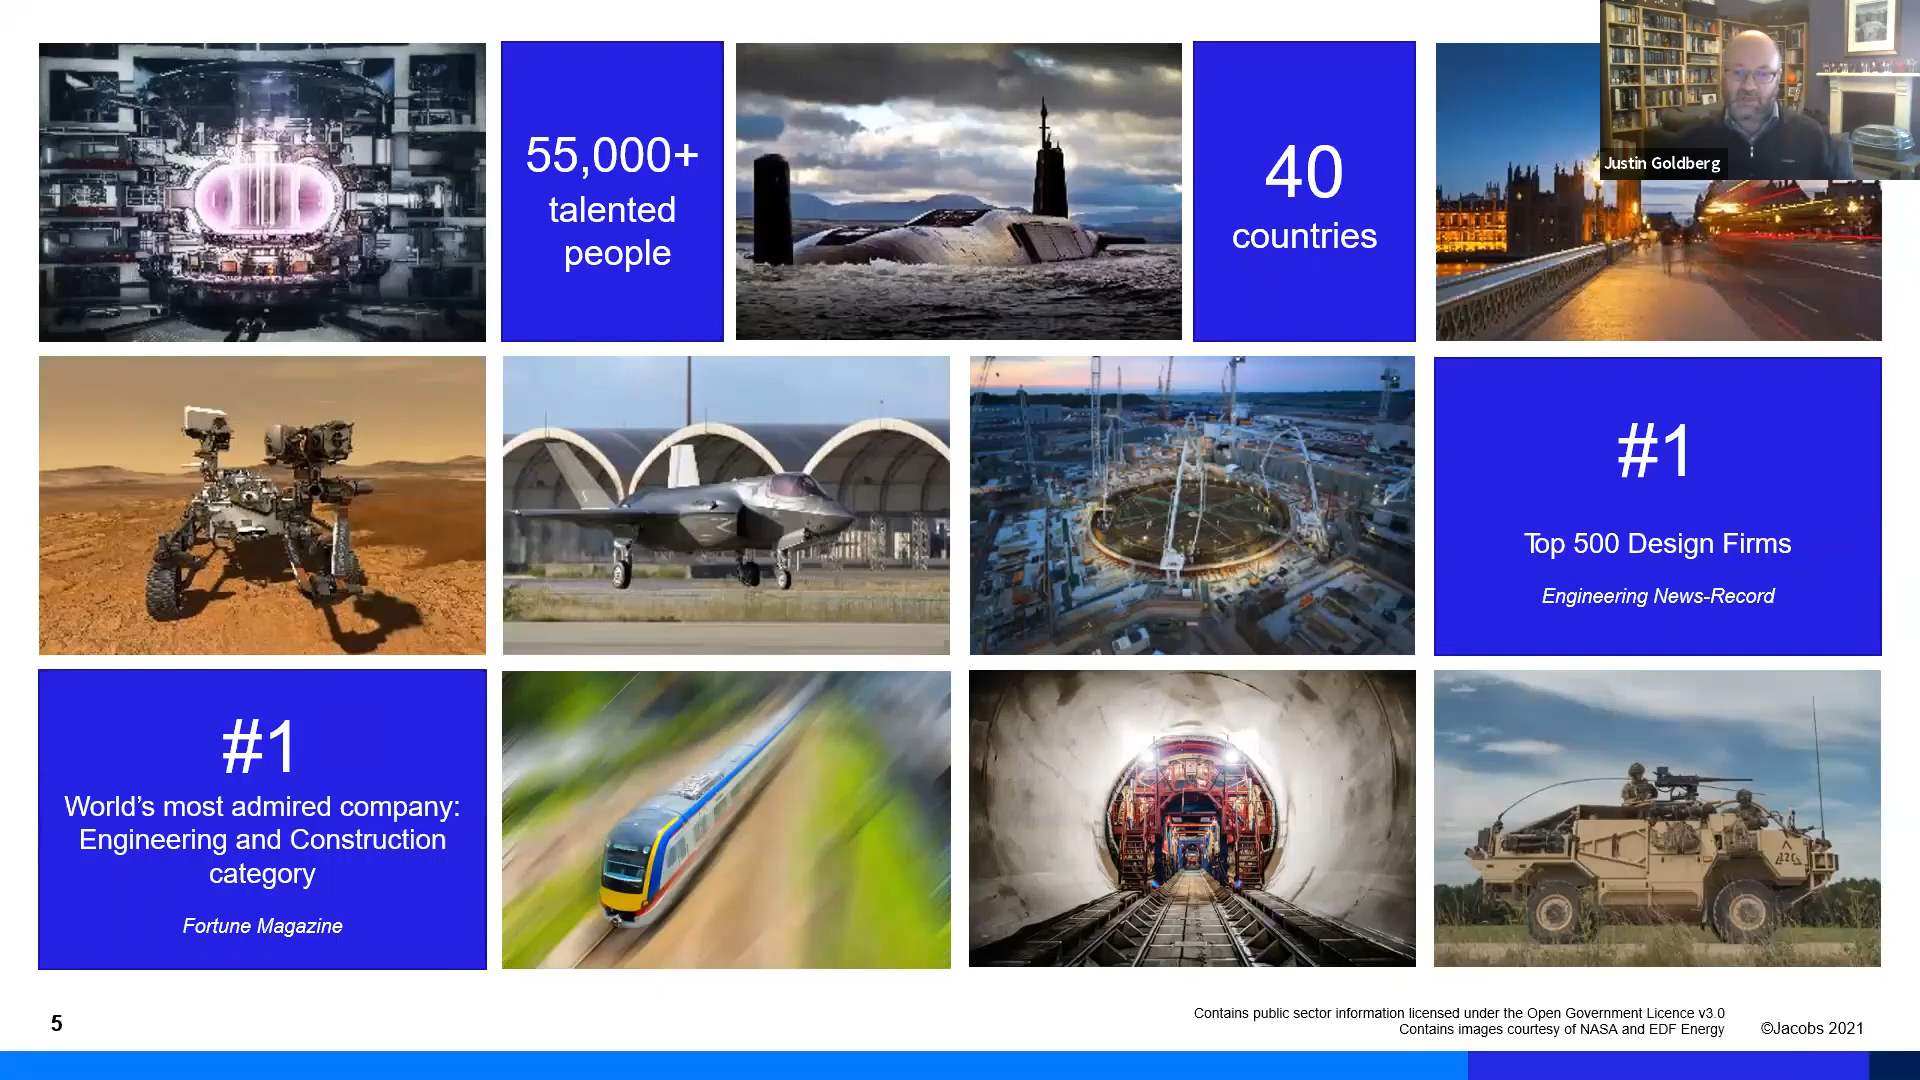 55,000+
talented
people
40
countries
Justin Goldberg
#1
Top 500 Design Firms
Engineering News-Record
#1
World’s most admired company:
Engineering and Construction
category
Fortune Magazine
5
Contains public sector information licensed under the Open Government Licence v3.0
Contains images courtesy of NASA and EDF Energy
©Jacobs 2021